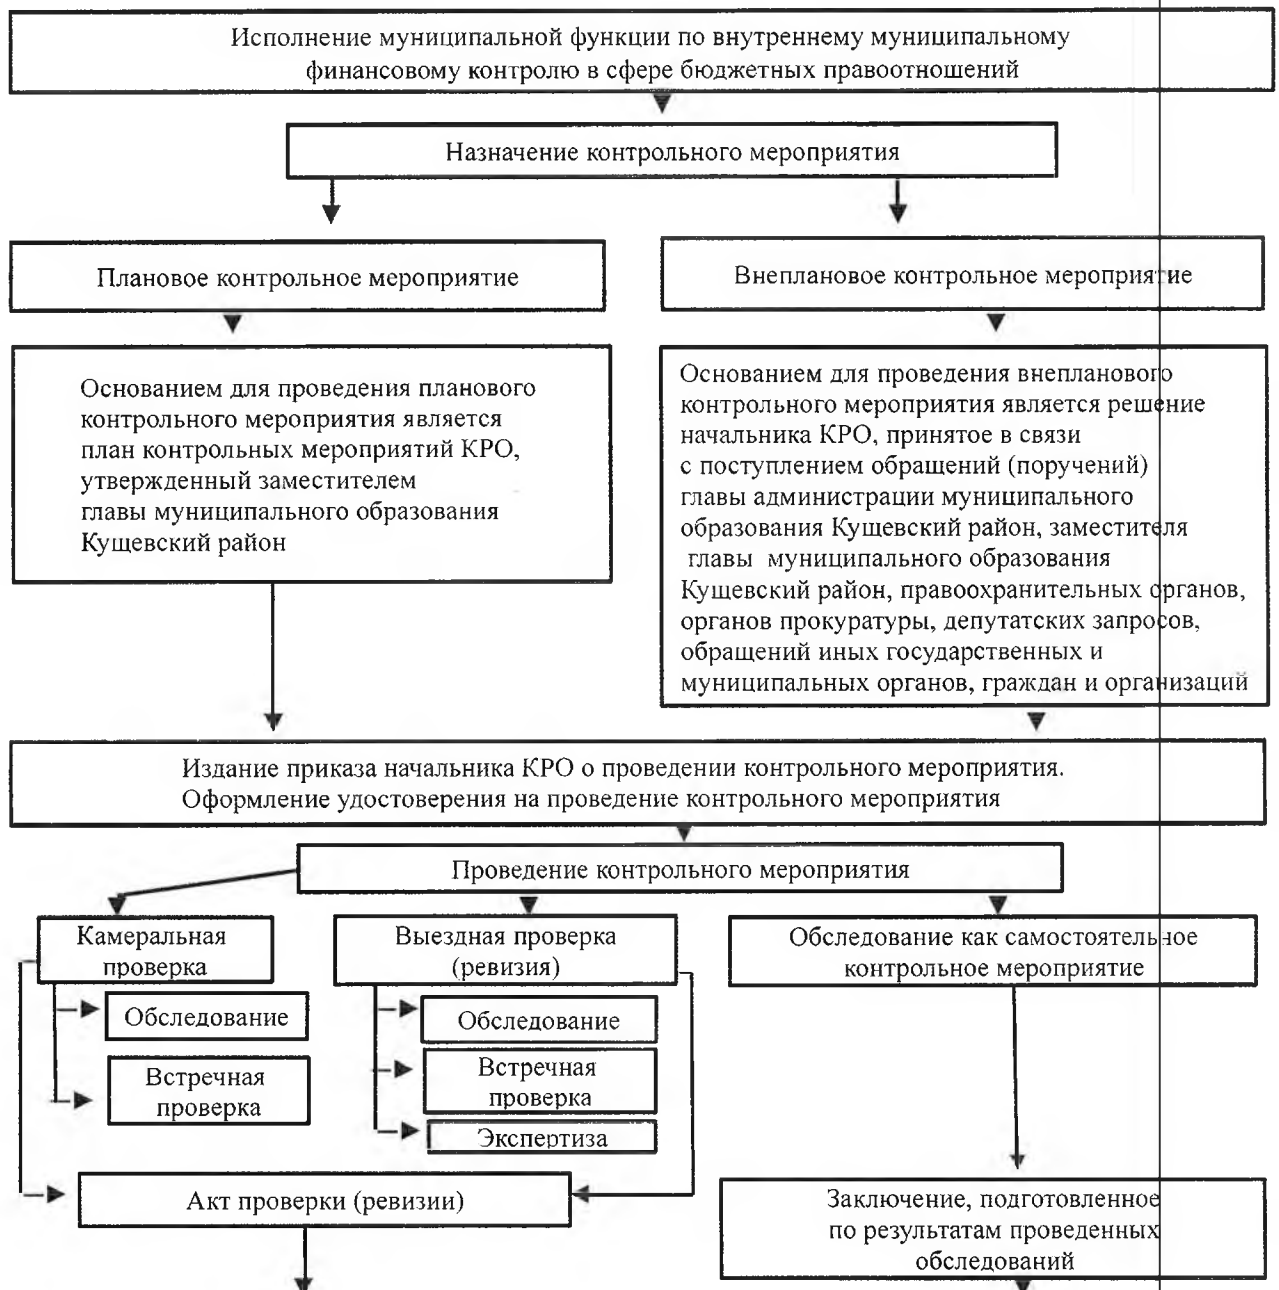 Исполнение муниципальной функции по внутреннему муниципальному
финансовому контролю в сфере бюджетных правоотношений
Назначение контрольного мероприятия
Плановое контрольное мероприятие
Внеплановое контрольное мероприятие
Основанием для проведения планового
контрольного мероприятия является
план контрольных мероприятий КРО,
утвержденный заместителем
главы муниципального образования
Кущевский район
Основанием для проведения внепланового
контрольного мероприятия является решение
начальника КРО, принятое в связи
с поступлением обращений (поручений)
главы администрации муниципального
образования Кущевский район, заместителя
главы муниципального образования
Кущевский район, правоохранительных органов,
органов прокуратуры, депутатских запросов,
обращений иных государственных и
муниципальных органов, граждан и организаций
Издание приказа начальника КРО о проведении контрольного мероприятия.
Оформление удостоверения на проведение контрольного мероприятия
Проведение контрольного мероприятия
Камеральная
проверка
Обследование
Встречная
проверка
Выездная проверка
(ревизия)
Обследование
Встречная
проверка
Экспертиза
Обследование как самостоятельное
контрольное мероприятие
Акт проверки (ревизии)
Заключение, подготовленное
по результатам проведенных
обследований